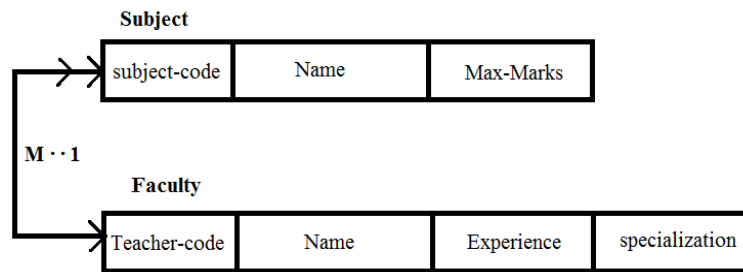 Subject
subject-code Name Max-Marks
M··1
Faculty
Teacher-code Name Experience specialization